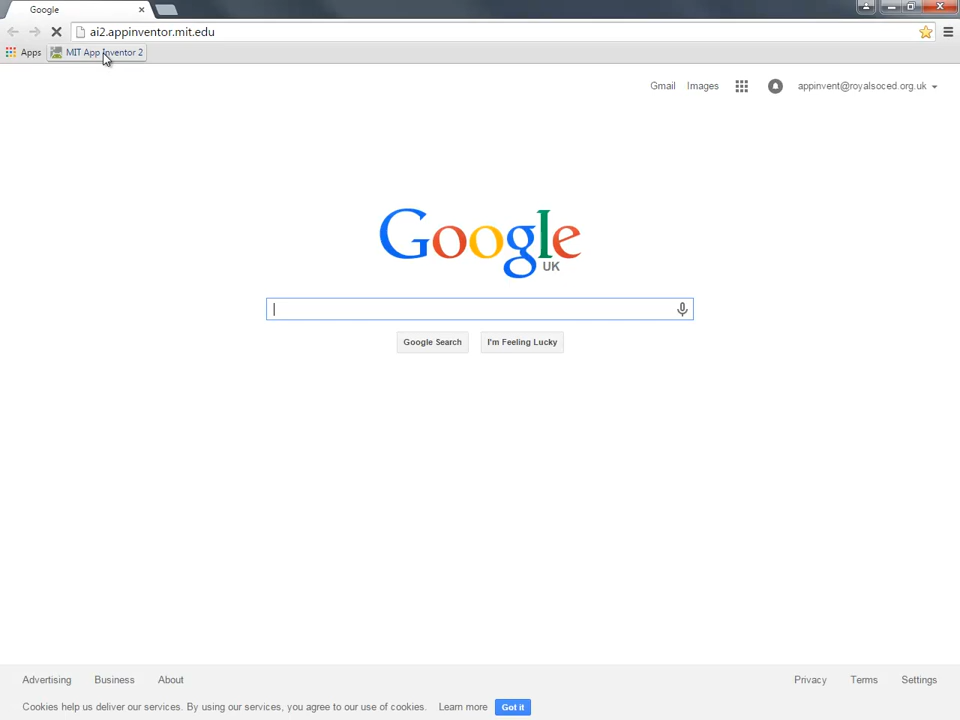 Google
ai2.appinventor.mit.edu
Apps MIT App Inventor 2
Gmail Images appinvent@royalsoced.org.uk
Google
UK
Google Search I'm Feeling Lucky
Advertising Business About Privacy Terms Settings
Cookies help us deliver our services. By using our services, you agree to our use of cookies. Learn more Got it